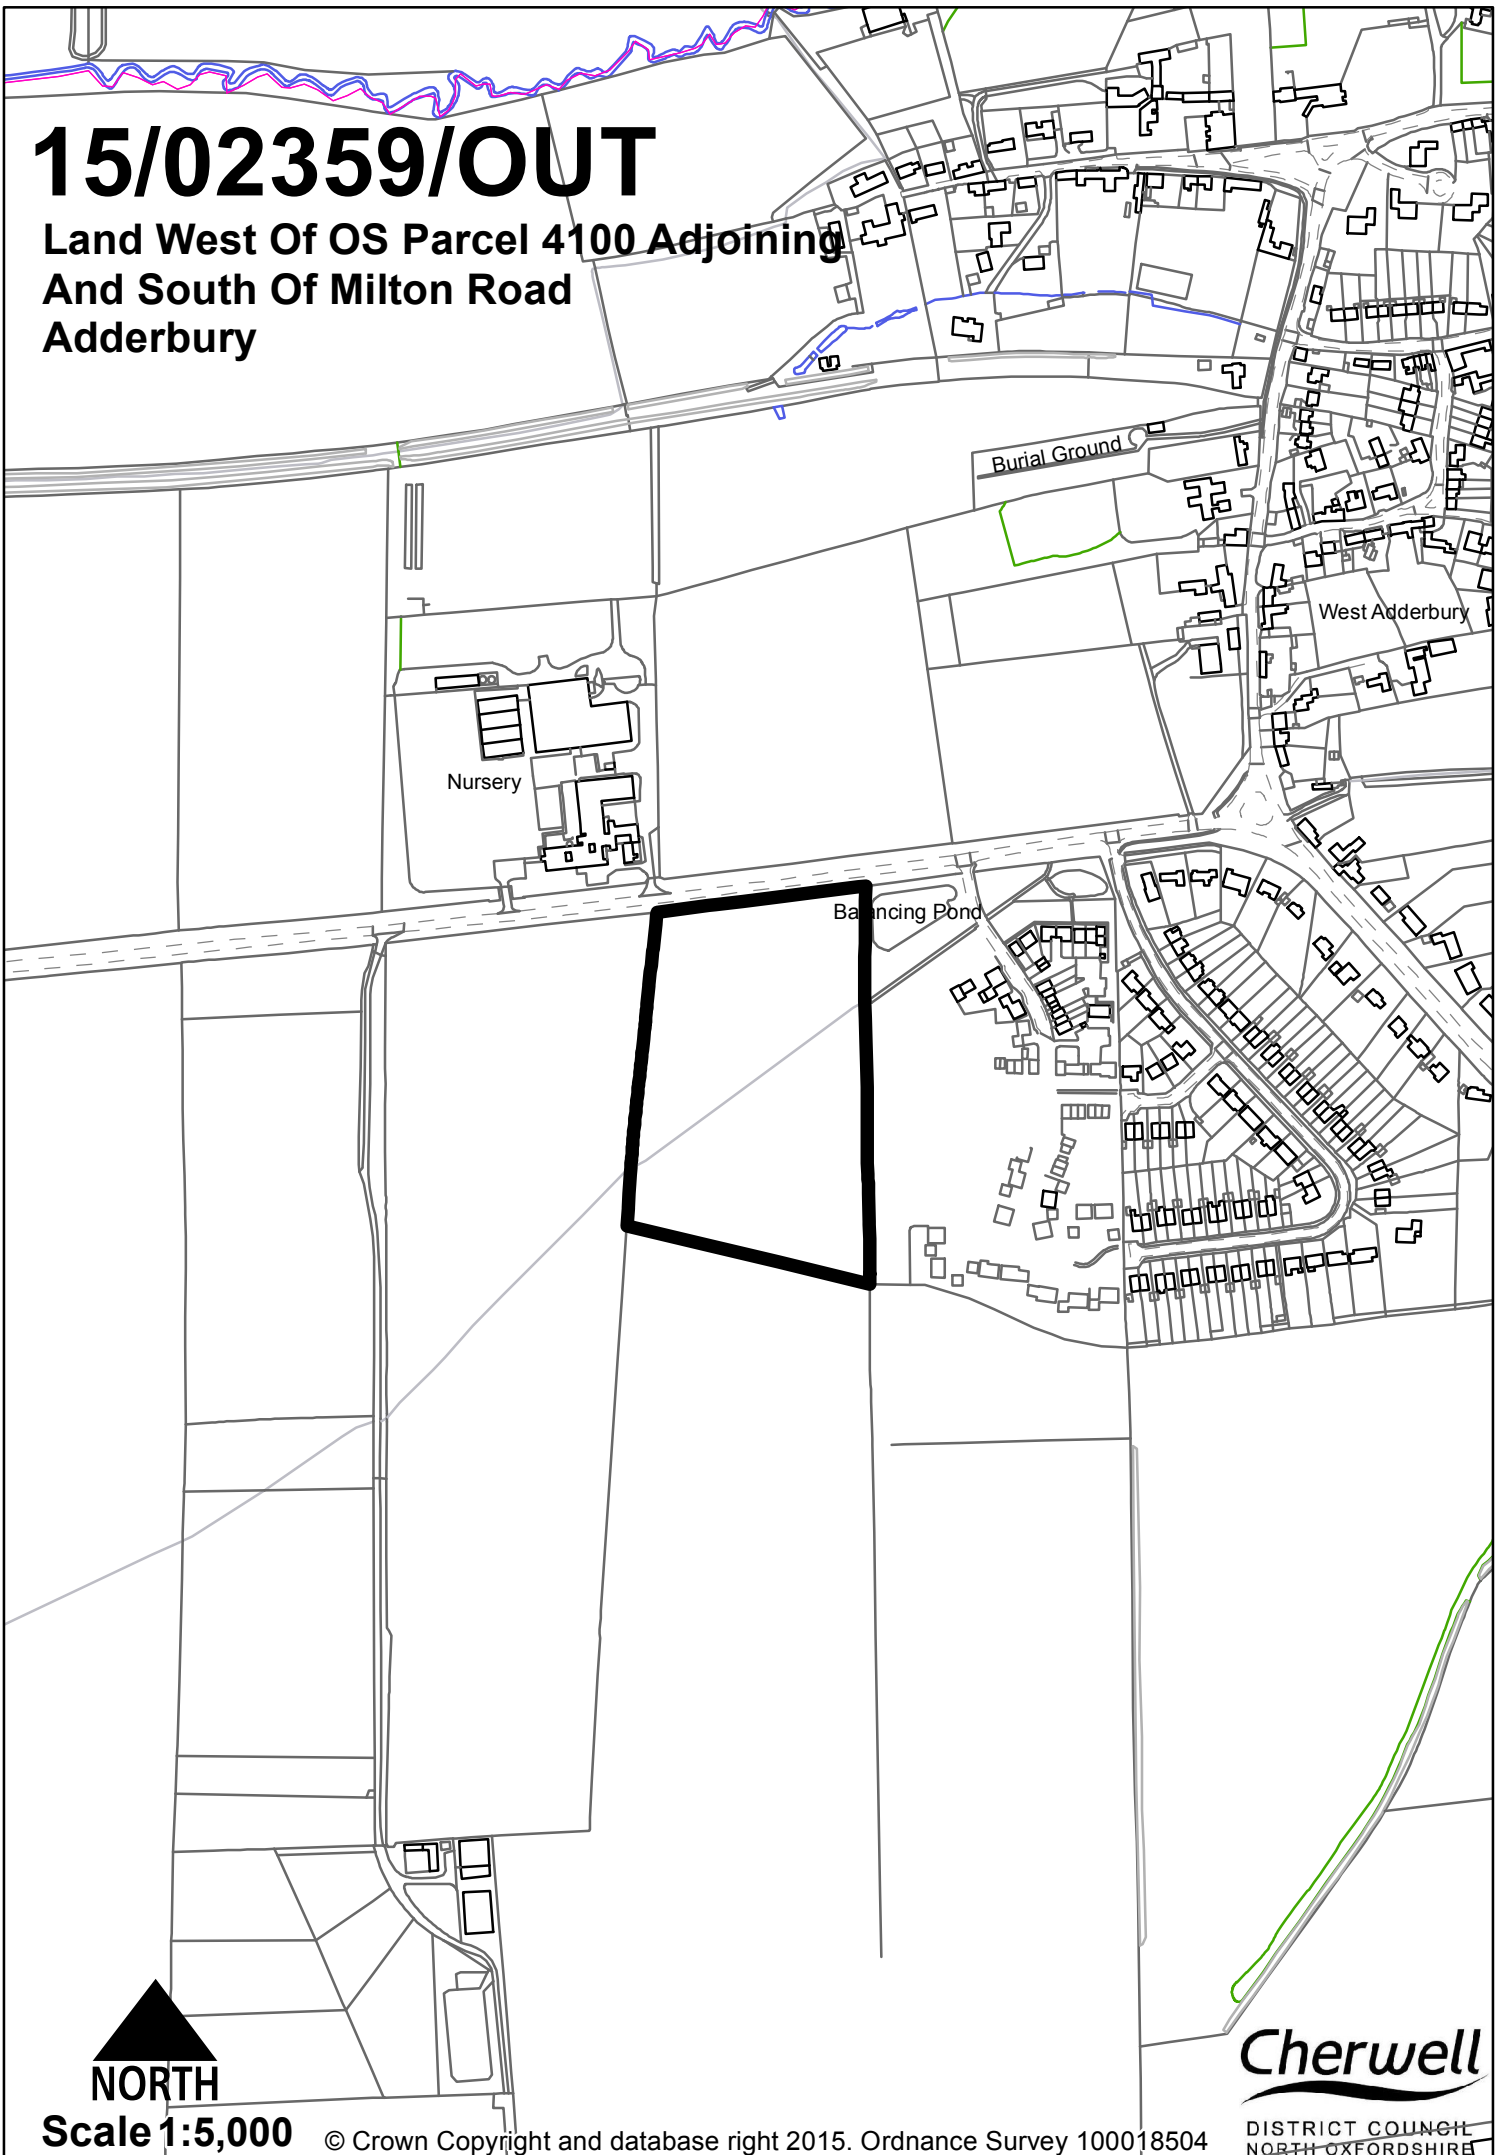 15/02359/OUT
Land West Of OS Parcel 4100 Adjoining
And South Of Milton Road
Adderbury
Burial Ground
West Adderbury
Nursery
Balancing Pond
NORTH
Scale 1:5,000
© Crown Copyright and database right 2015. Ordnance Survey 100018504
Cherwell
DISTRICT COUNCIL
NORTH OXFORDSHIRE